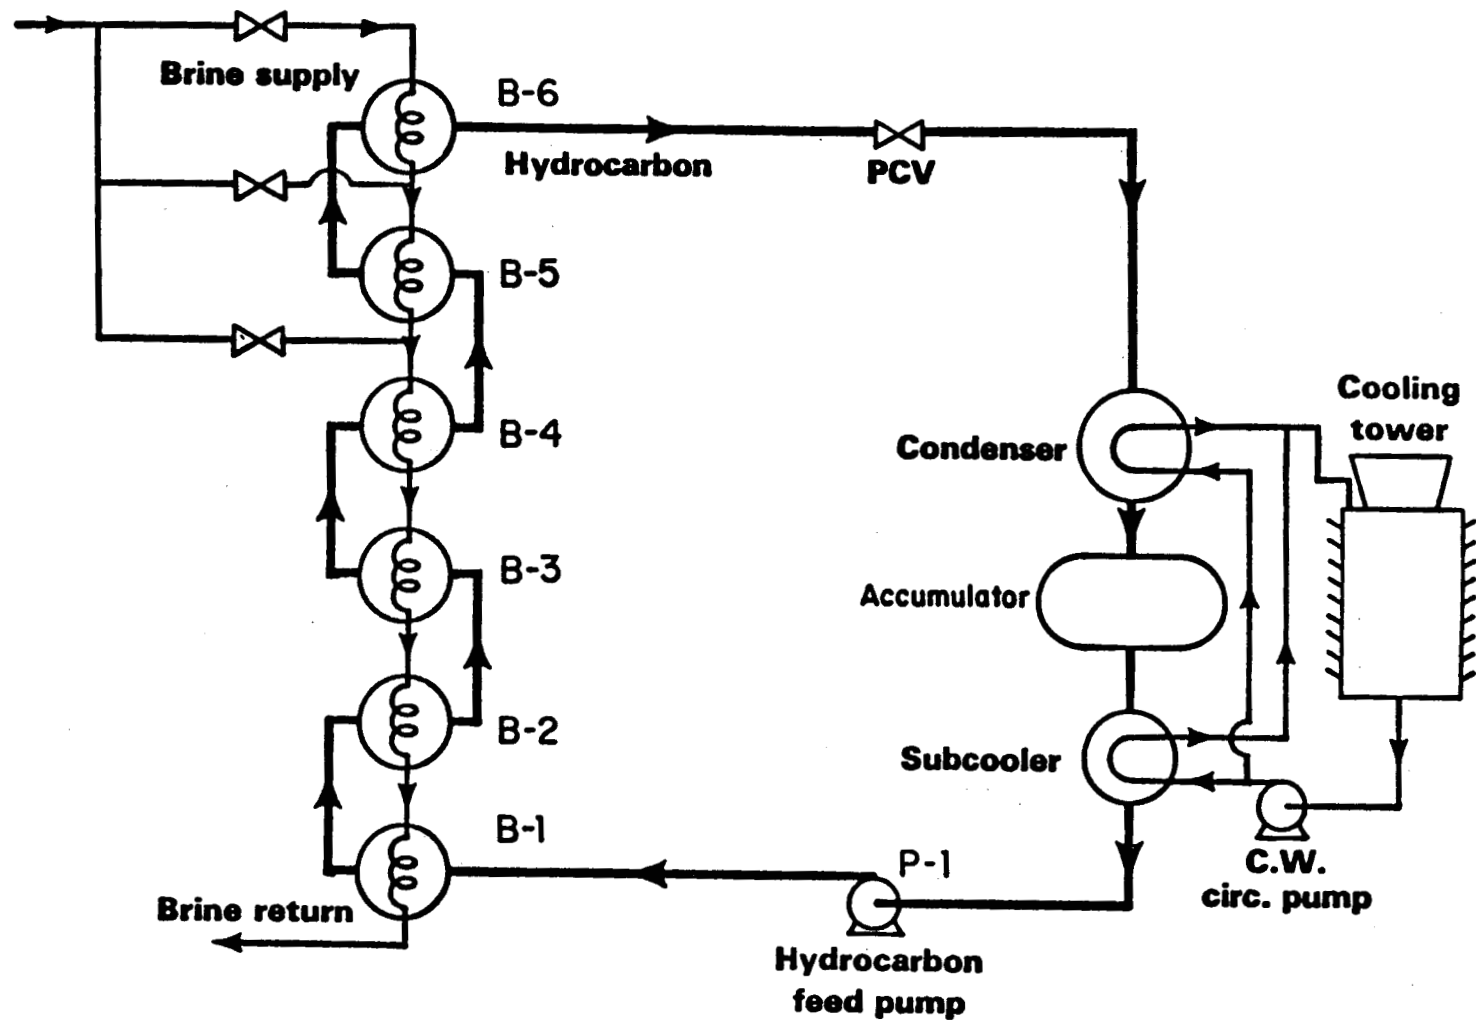 Brine supply
B-6
Hydrocarbon
PCV
B-5
Cooling
tower
B-4
Condenser
B-3
Accumulator
B-2
Subcooler
B-1
P-1
C.W.
circ. pump
Brine return
Hydrocarbon
feed pump